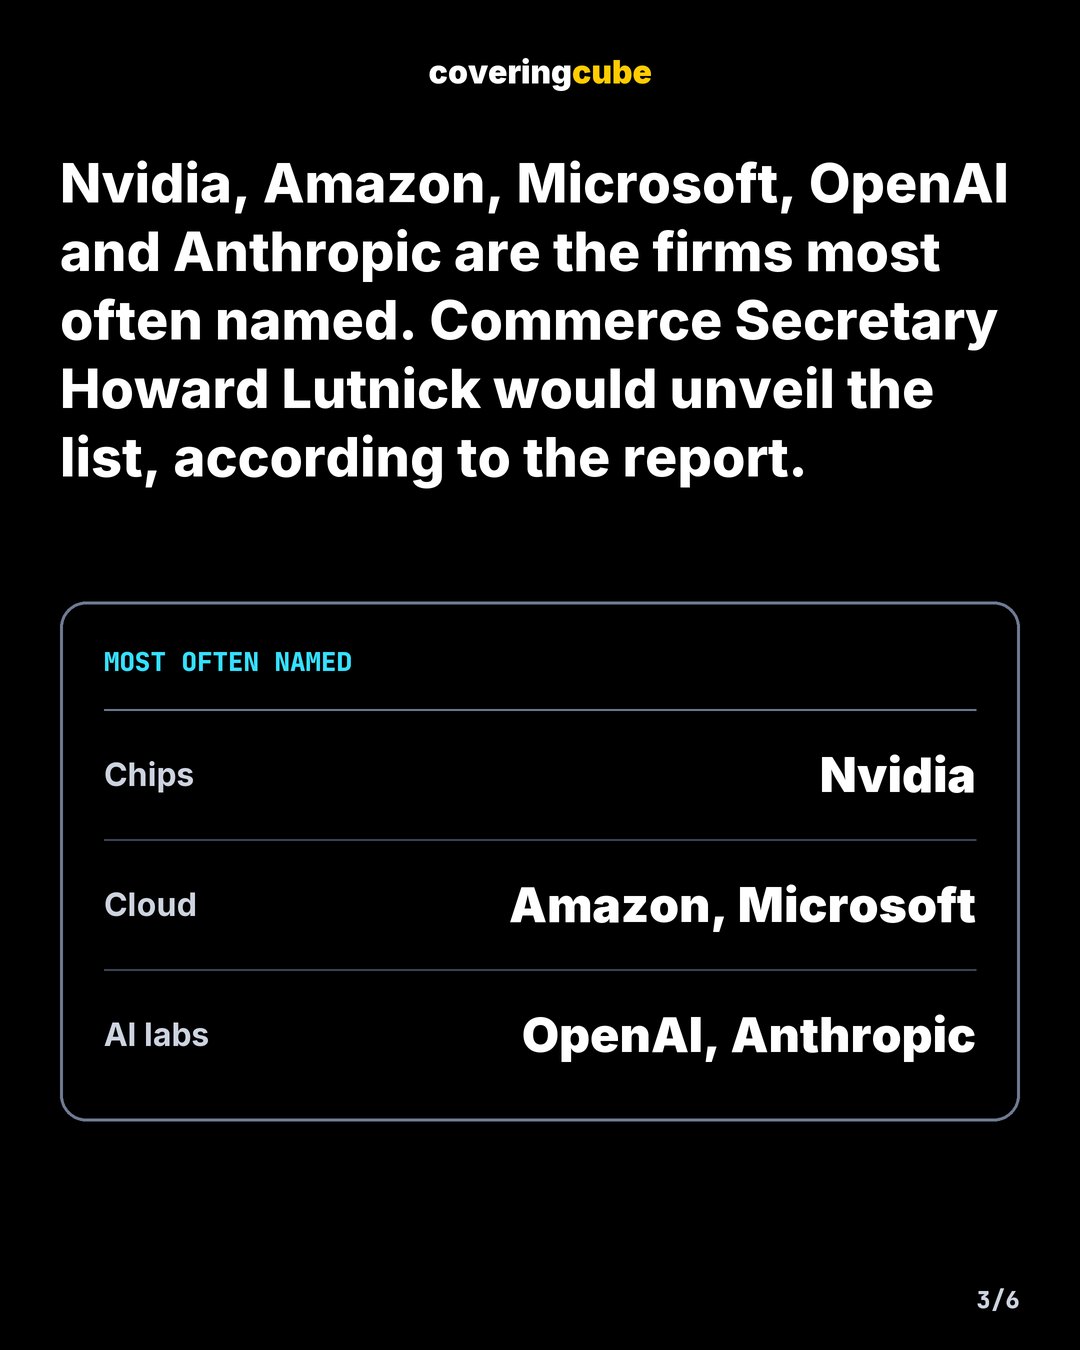 coveringcube
Nvidia, Amazon, Microsoft, OpenAI
and Anthropic are the firms most
often named. Commerce Secretary
Howard Lutnick would unveil the
list, according to the report.
MOST OFTEN NAMED
Chips Nvidia
Cloud Amazon, Microsoft
AI labs OpenAI, Anthropic
3/6